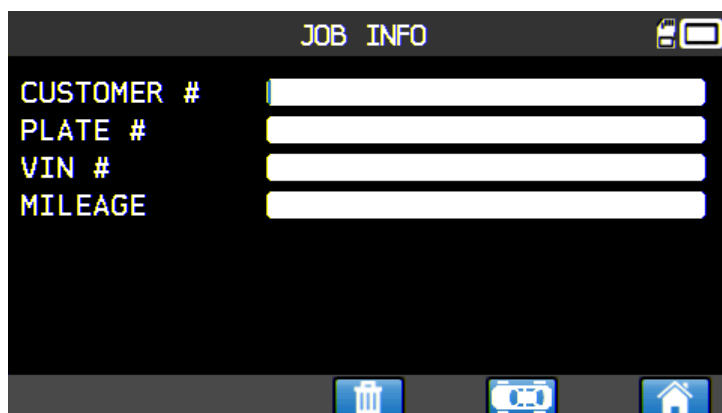 JOB INFO
CUSTOMER #
PLATE #
VIN #
MILEAGE